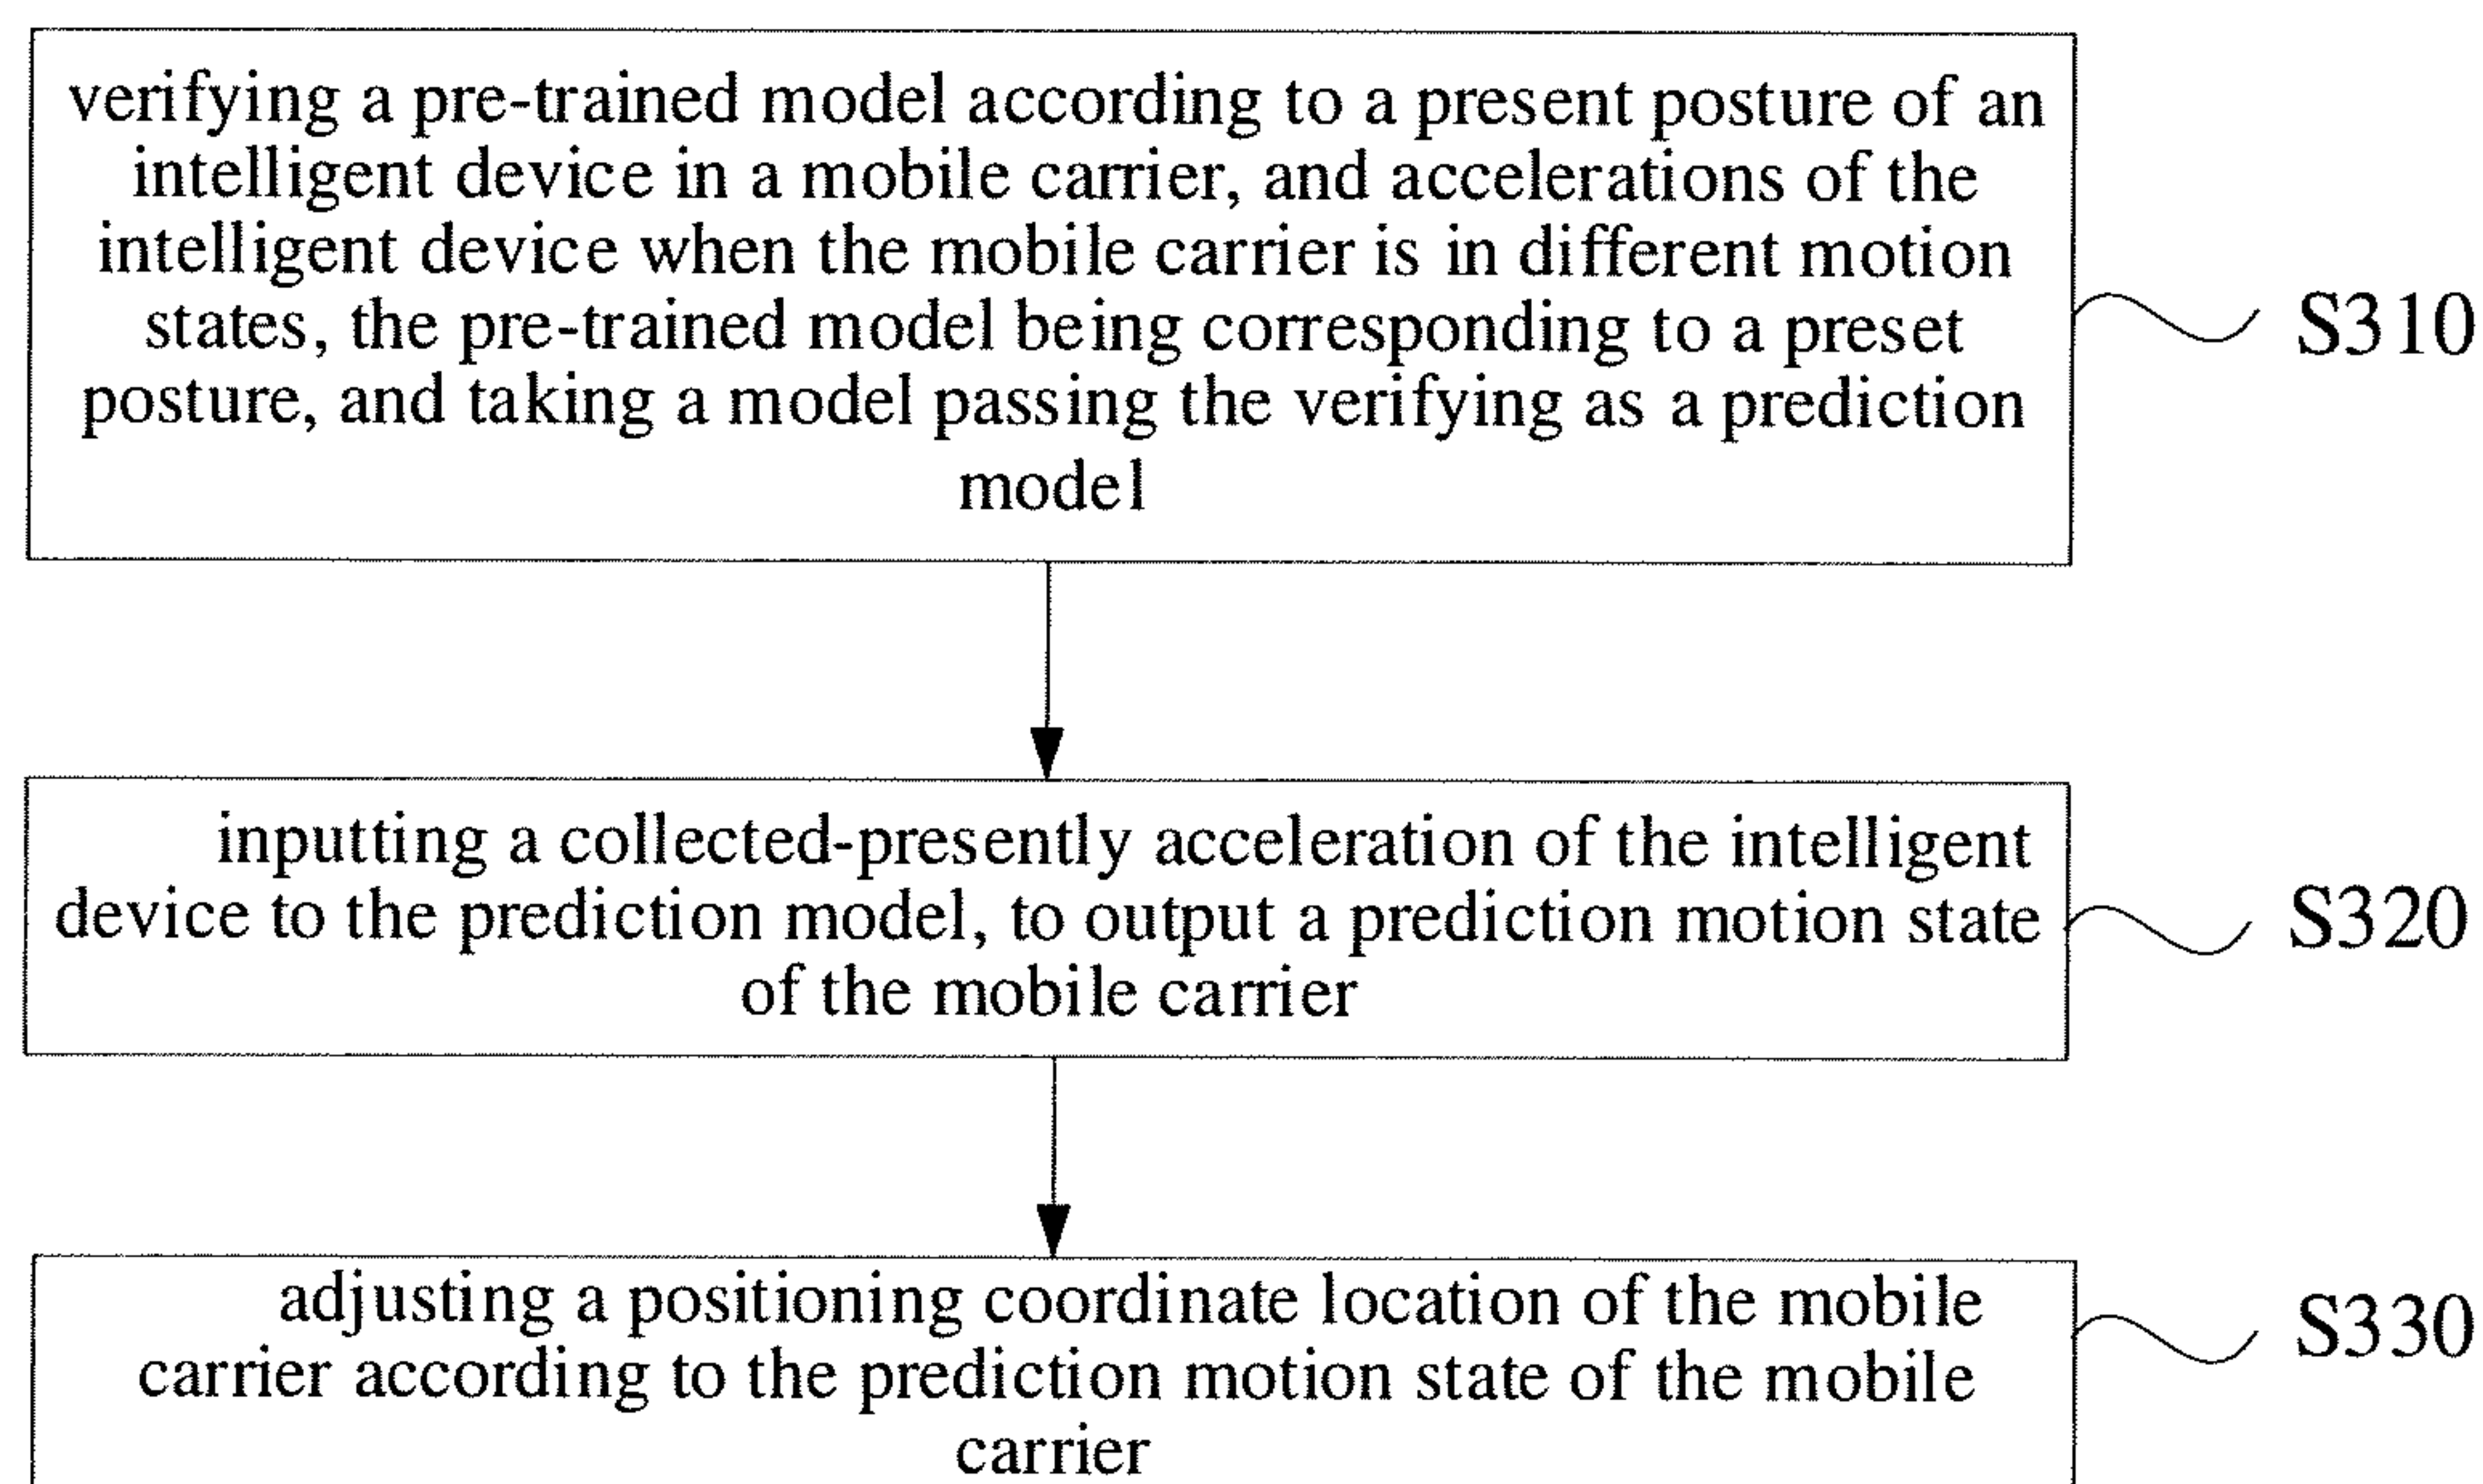 verifying a pre-trained model according to a present posture of an
intelligent device in a mobile carrier, and accelerations of the
intelligent device when the mobile carrier is in different motion
states, the pre-trained model being corresponding to a preset
posture, and taking a model passing the verifying as a prediction
model
S310
inputting a collected-presently acceleration of the intelligent
device to the prediction model, to output a prediction motion state
of the mobile carrier
S320
adjusting a positioning coordinate location of the mobile
carrier according to the prediction motion state of the mobile
carrier
S330